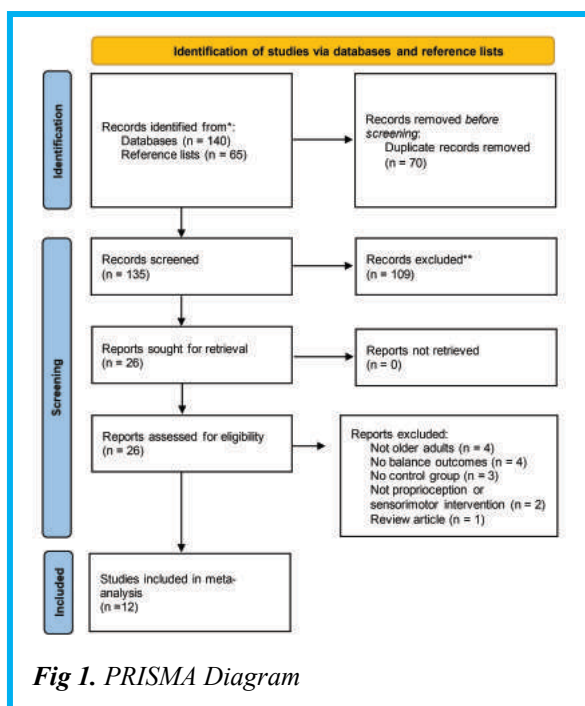 Identification of studies via databases and reference lists
Identification
Records identified from*:
Databases (n = 140)
Reference lists (n = 65)
Records removed before
screening:
Duplicate records removed
(n = 70)
Screening
Records screened
(n = 135)
Records excluded**
(n = 109)
Reports sought for retrieval
(n = 26)
Reports not retrieved
(n = 0)
Reports assessed for eligibility
(n = 26)
Reports excluded:
Not older adults (n = 4)
No balance outcomes (n = 4)
No control group (n = 3)
Not proprioception or
sensorimotor intervention (n = 2)
Review article (n = 1)
Included
Studies included in meta-
analysis
(n =12)
Fig 1. PRISMA Diagram